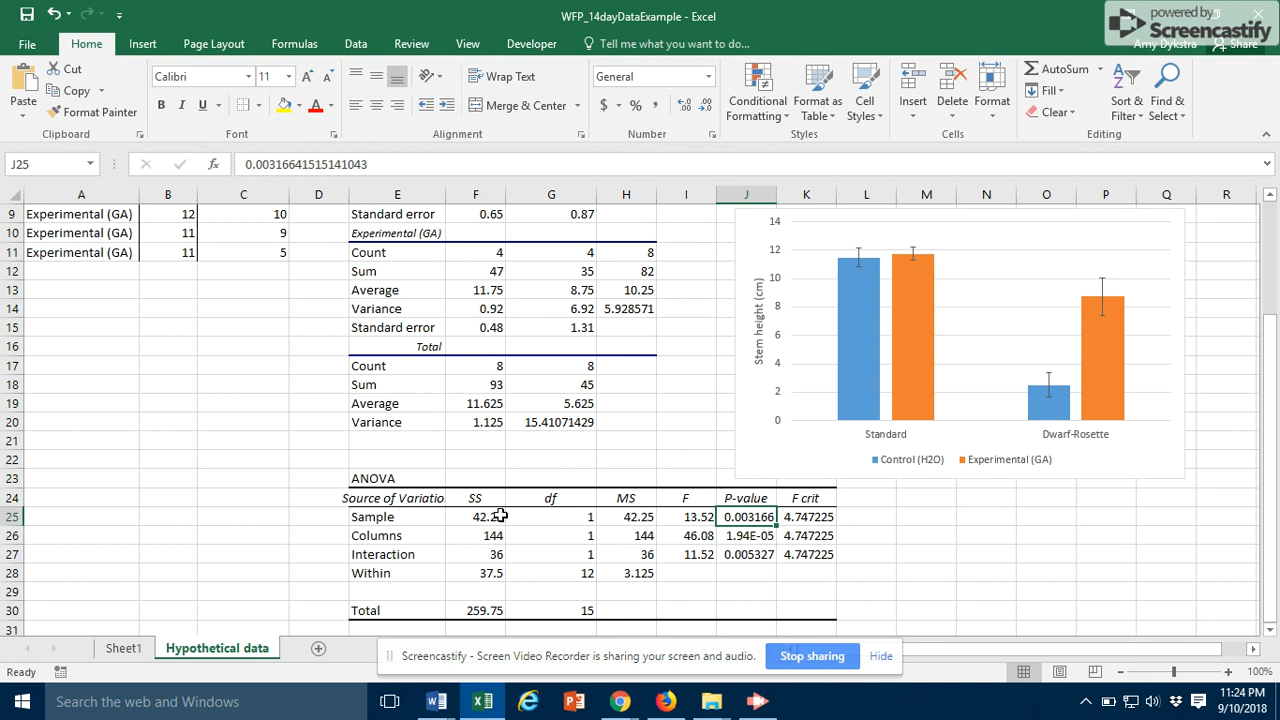 WFP_14dayDataExample - Excel
powered by
Screencastify
Amy Dykstra
Share
File Home Insert Page Layout Formulas Data Review View Developer Tell me what you want to do...
Paste
Cut
Copy
Format Painter
Calibri 11
B I U
Wrap Text
Merge & Center
General
$ % ,
Conditional Formatting
Format as Table
Cell Styles
Insert
Delete
Format
AutoSum
Fill
Clear
Sort & Filter
Find & Select
Clipboard Font Alignment Number Styles Cells Editing
J25 fx 0.00316641515141043
A B C D E F G H I J K L M N O P Q R
9 Experimental (GA) 12 10 Standard error 0.65 0.87
10 Experimental (GA) 11 9 Experimental (GA)
11 Experimental (GA) 11 5 Count 4 4 8
12 Sum 47 35 82
13 Average 11.75 8.75 10.25
14 Variance 0.92 6.92 5.928571
15 Standard error 0.48 1.31
16 Total
17 Count 8 8
18 Sum 93 45
19 Average 11.625 5.625
20 Variance 1.125 15.41071429
21
22
23 ANOVA
24 Source of Variatio SS df MS F P-value F crit
25 Sample 1 42.25 13.52 0.003166 4.747225
26 Columns 144 1 144 46.08 1.94E-05 4.747225
27 Interaction 36 1 36 11.52 0.005327 4.747225
28 Within 37.5 12 3.125
29
30 Total 259.75 15
31
Stem height (cm)
14
12
10
8
6
4
2
0
Standard Dwarf-Rosette
Control (H2O) Experimental (GA)
Sheet1 Hypothetical data
Screencastify - Screen Video Recorder is sharing your screen and audio. Stop sharing Hide
Ready 100%
Search the web and Windows
11:24 PM
9/10/2018